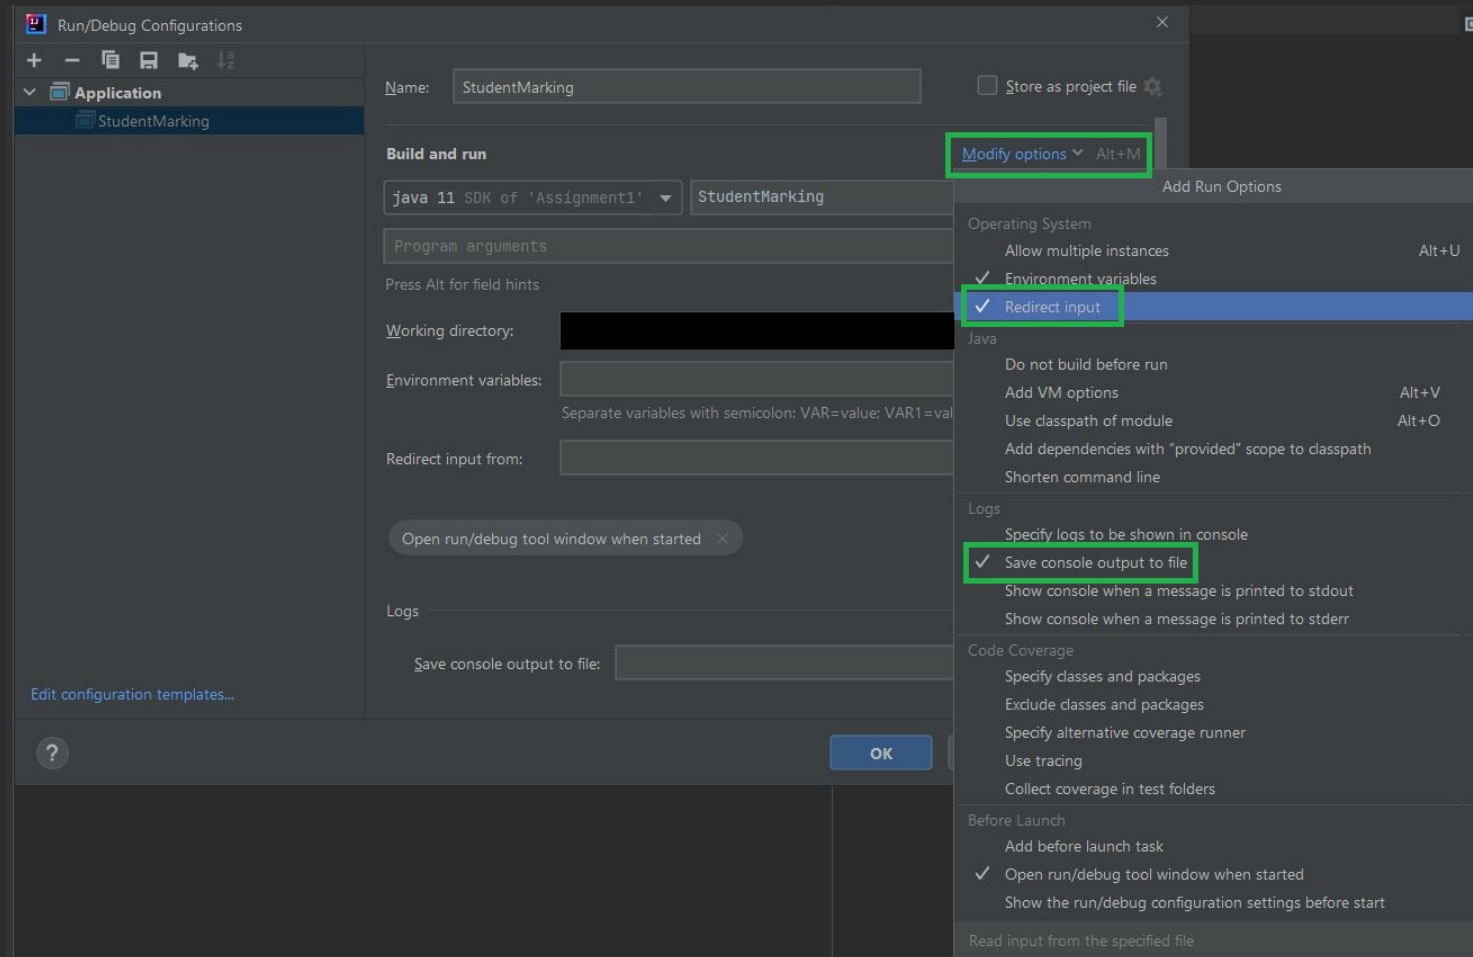 Run/Debug Configurations
Application
StudentMarking
Edit configuration templates...
Name: StudentMarking
Store as project file
Build and run
Modify options Alt+M
java 11 SDK of 'Assignment1' StudentMarking
Program arguments
Press Alt for field hints
Working directory:
Environment variables:
Separate variables with semicolon: VAR=value; VAR1=val
Redirect input from:
Open run/debug tool window when started
Logs
Save console output to file:
OK
Add Run Options
Operating System
Allow multiple instances Alt+U
Environment variables
Redirect input
Java
Do not build before run
Add VM options Alt+V
Use classpath of module Alt+O
Add dependencies with "provided" scope to classpath
Shorten command line
Logs
Specify logs to be shown in console
Save console output to file
Show console when a message is printed to stdout
Show console when a message is printed to stderr
Code Coverage
Specify classes and packages
Exclude classes and packages
Specify alternative coverage runner
Use tracing
Collect coverage in test folders
Before Launch
Add before launch task
Open run/debug tool window when started
Show the run/debug configuration settings before start
Read input from the specified file